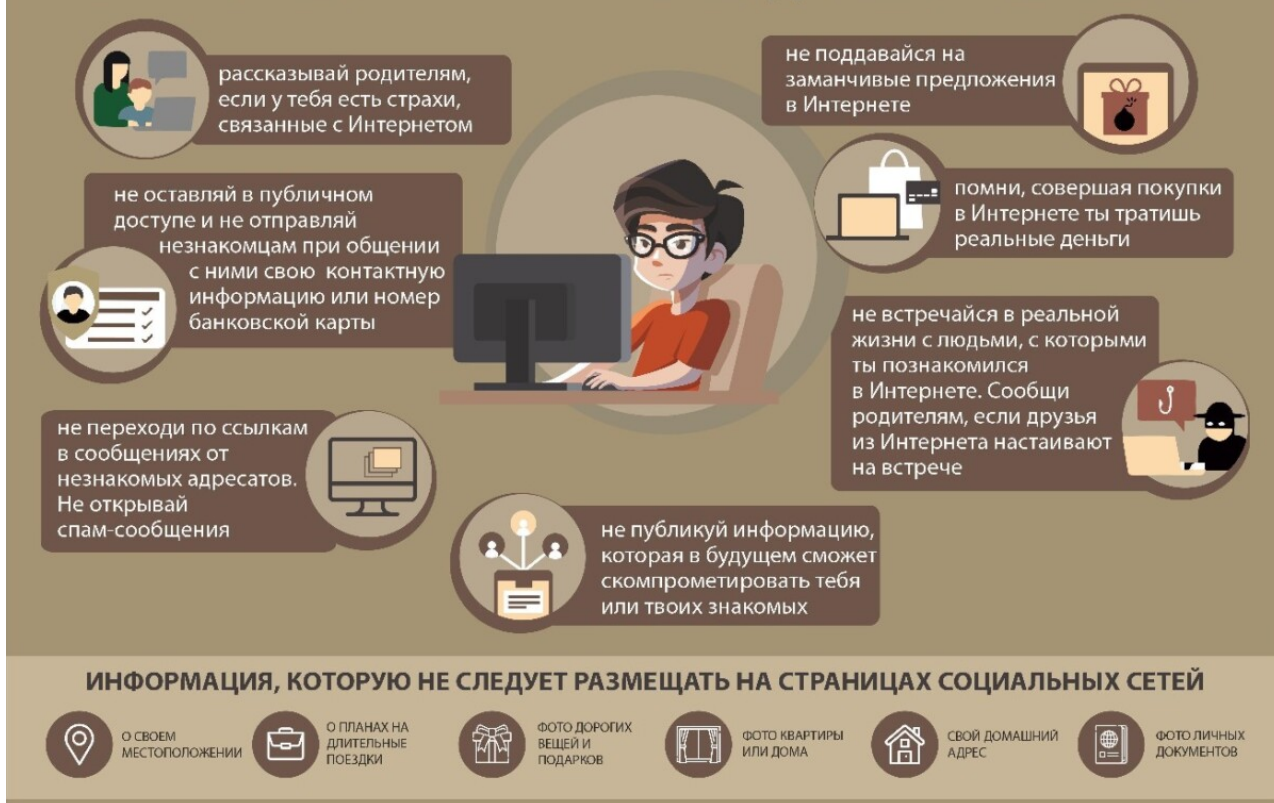 рассказывай родителям,
если у тебя есть страхи,
связанные с Интернетом
не поддавайся на
заманчивые предложения
в Интернете
не оставляй в публичном
доступе и не отправляй
незнакомцам при общении
с ними свою контактную
информацию или номер
банковской карты
помни, совершая покупки
в Интернете ты тратишь
реальные деньги
не встречайся в реальной
жизни с людьми, с которыми
ты познакомился
в Интернете. Сообщи
родителям, если друзья
из Интернета настаивают
на встрече
не переходи по ссылкам
в сообщениях от
незнакомых адресатов.
Не открывай
спам-сообщения
не публикуй информацию,
которая в будущем сможет
скомпрометировать тебя
или твоих знакомых
ИНФОРМАЦИЯ, КОТОРУЮ НЕ СЛЕДУЕТ РАЗМЕЩАТЬ НА СТРАНИЦАХ СОЦИАЛЬНЫХ СЕТЕЙ
О СВОЕМ
МЕСТОПОЛОЖЕНИИ
О ПЛАНАХ НА
ДЛИТЕЛЬНЫЕ
ПОЕЗДКИ
ФОТО ДОРОГИХ
ВЕЩЕЙ И
ПОДАРКОВ
ФОТО КВАРТИРЫ
ИЛИ ДОМА
СВОЙ ДОМАШНИЙ
АДРЕС
ФОТО ЛИЧНЫХ
ДОКУМЕНТОВ